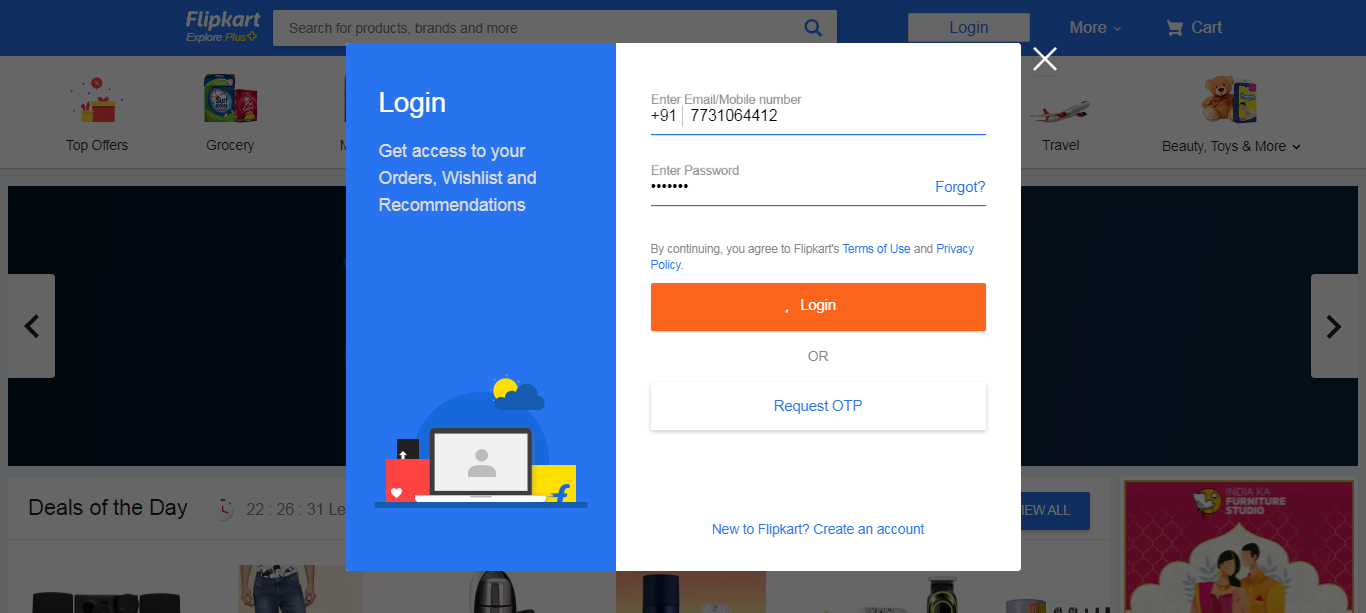 Flipkart
Explore Plus
Search for products, brands and more
Login
More
Cart
Top Offers
Grocery
M
Travel
Beauty, Toys & More
Login
Get access to your
Orders, Wishlist and
Recommendations
Enter Email/Mobile number
+91 7731064412
Enter Password
•••••••
Forgot?
By continuing, you agree to Flipkart's Terms of Use and Privacy
Policy.
Login
OR
Request OTP
New to Flipkart? Create an account
Deals of the Day
22 : 26 : 31 Le
IEW ALL
INDIA KA
FURNITURE
STUDIO